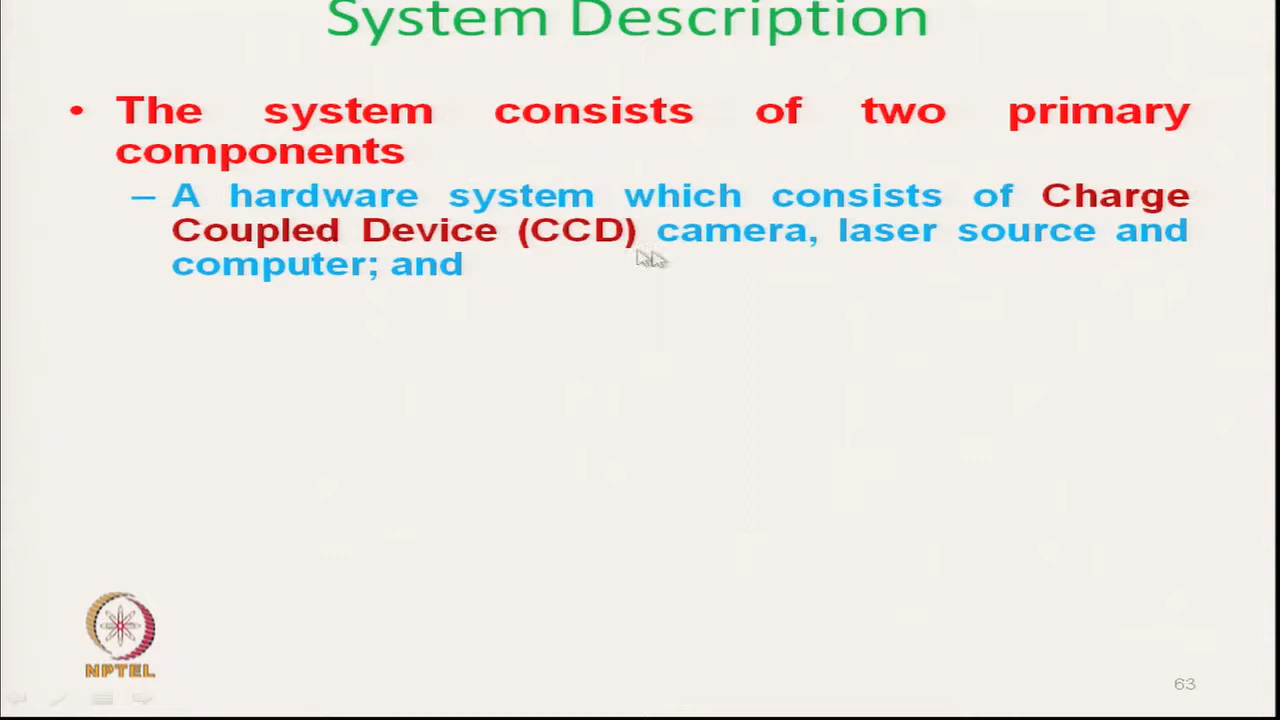 System Description
• The system consists of two primary
components
– A hardware system which consists of Charge
Coupled Device (CCD) camera, laser source and
computer; and
NPTEL
63